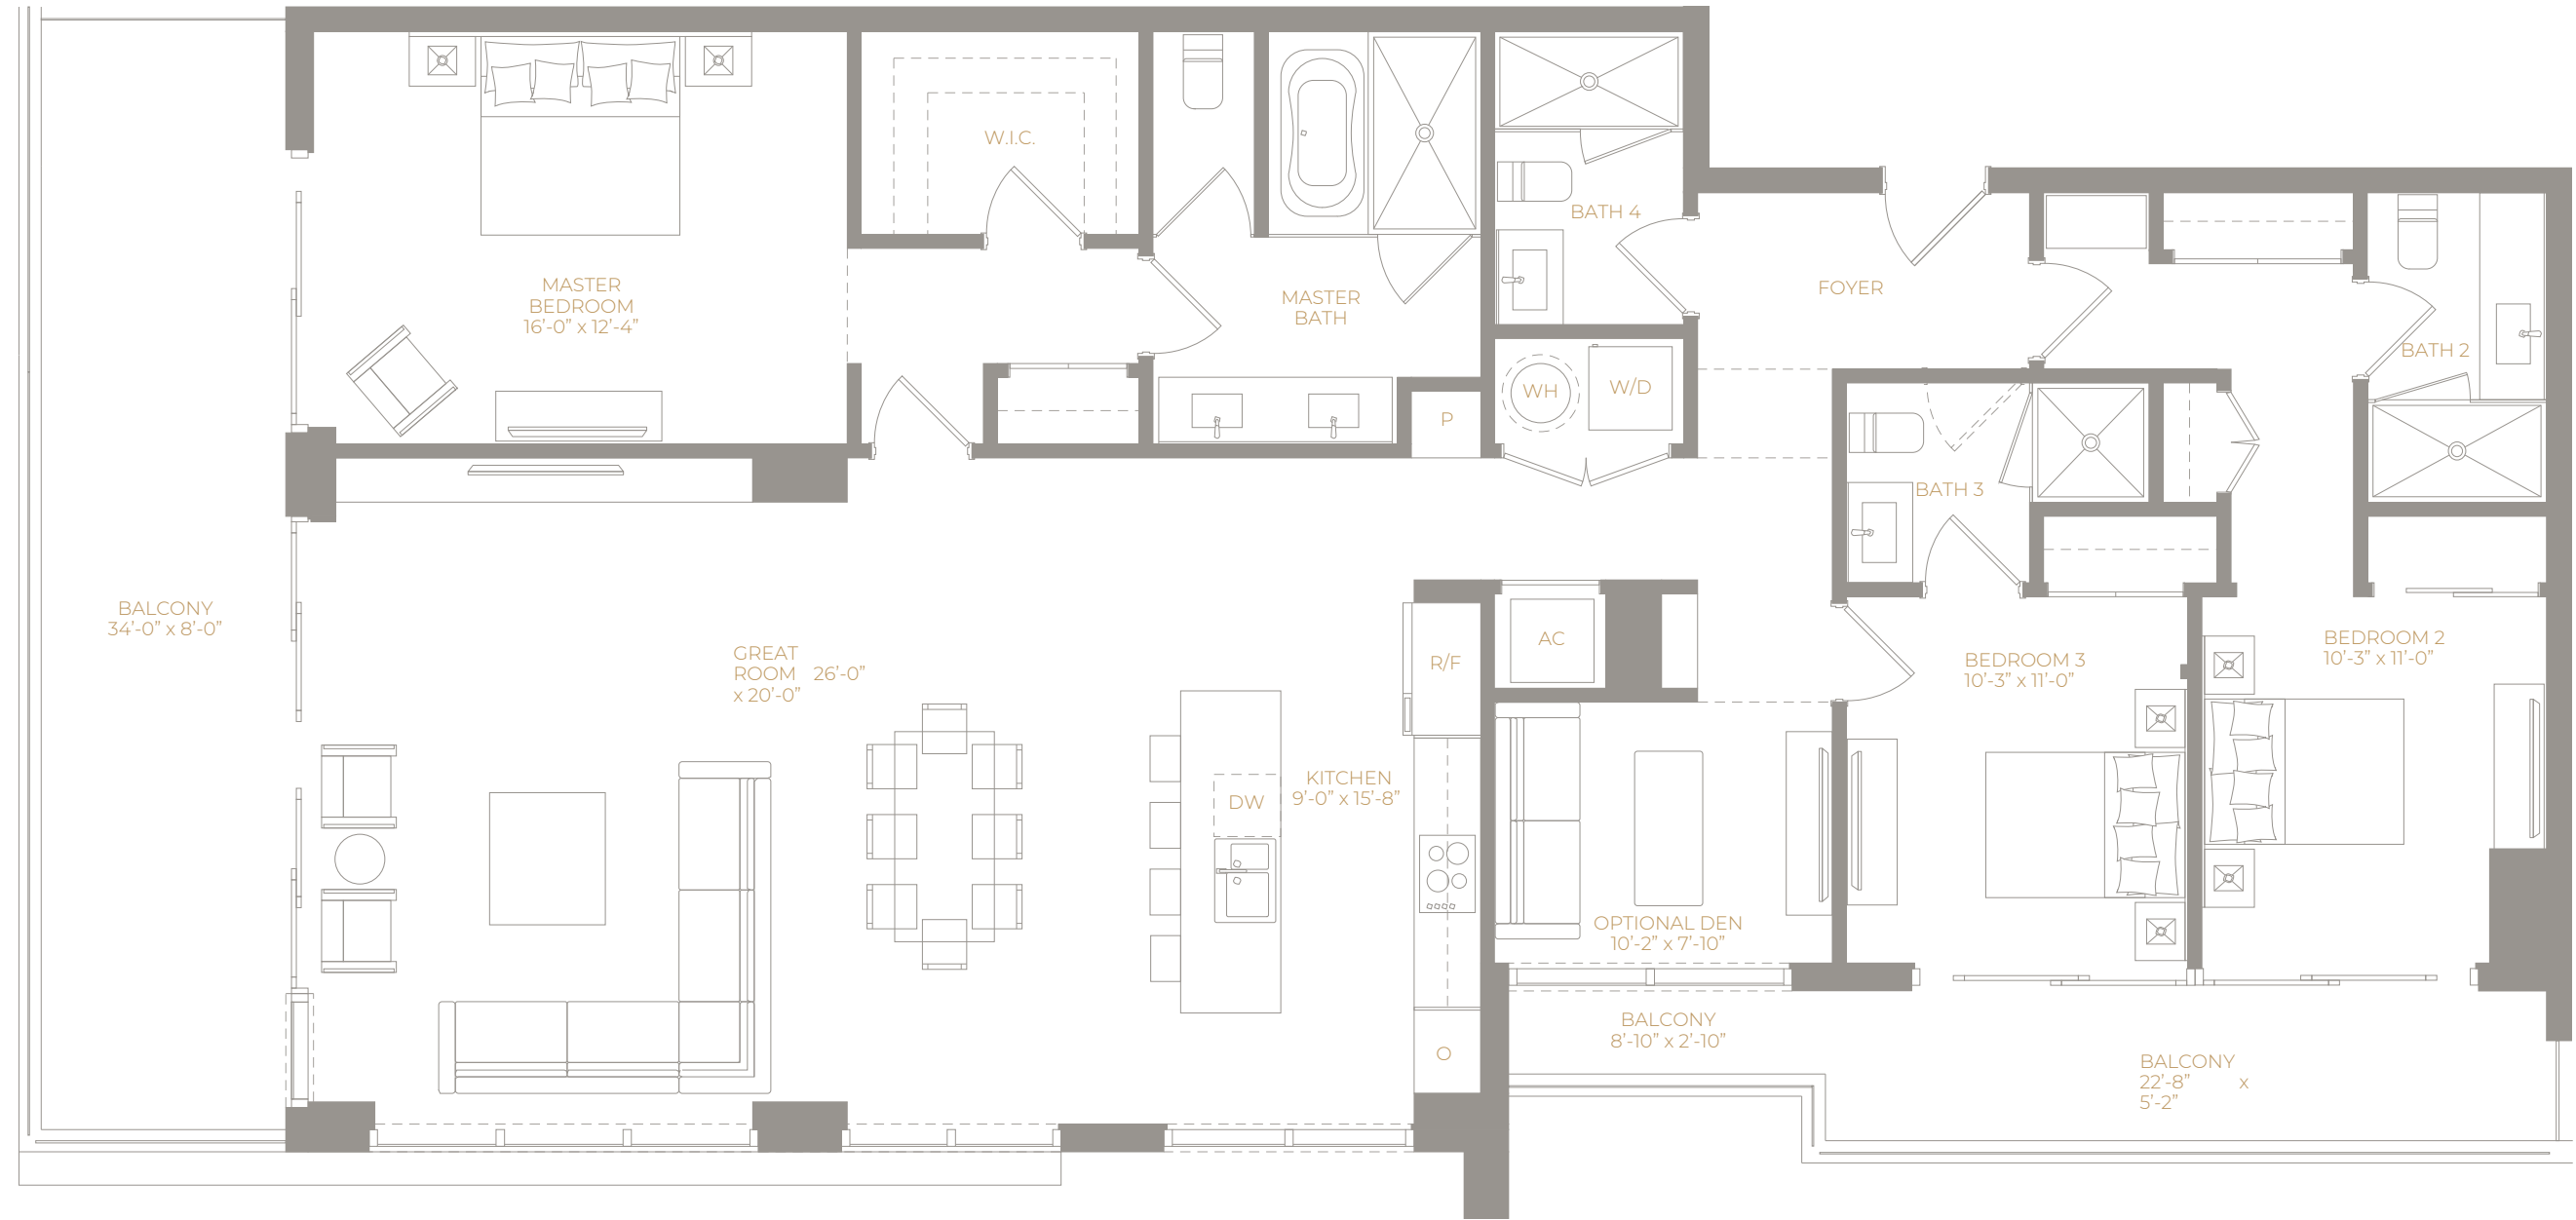 W.I.C.
MASTER
BEDROOM
16’-0” x 12’-4”
MASTER
BATH
BATH 4
FOYER
BATH 2
WH
W/D
P
BATH 3
BALCONY
34’-0” x 8’-0”
GREAT
ROOM 26’-0”
x 20’-0”
R/F
AC
BEDROOM 3
10’-3” x 11’-0”
BEDROOM 2
10’-3” x 11’-0”
KITCHEN
9’-0” x 15’-8”
DW
OPTIONAL DEN
10’-2” x 7’-10”
O
BALCONY
8’-10” x 2’-10”
BALCONY
22’-8” x
5’-2”